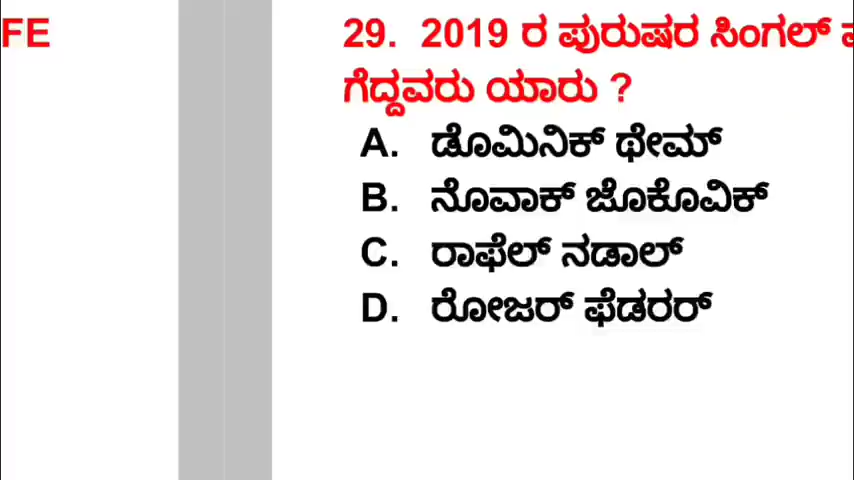 FE
29. 2019 ರ ಪುರುಷರ ಸಿಂಗಲ್
ಗೆದ್ದವರು ಯಾರು ?
A. ಡೊಮಿನಿಕ್ ಥೇಮ್
B. ನೊವಾಕ್ ಜೊಕೊವಿಕ್
C. ರಾಫೆಲ್ ನಡಾಲ್
D. ರೋಜರ್ ಫೆಡರರ್